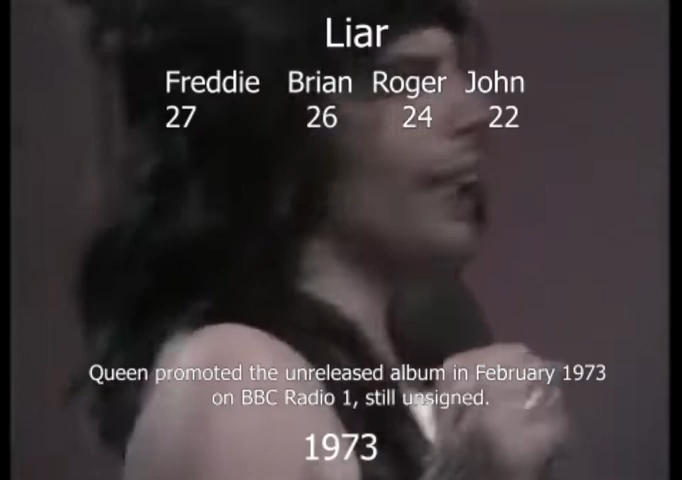 Liar
Freddie Brian Roger John
27 26 24 22
Queen promoted the unreleased album in February 1973
on BBC Radio 1, still unsigned.
1973